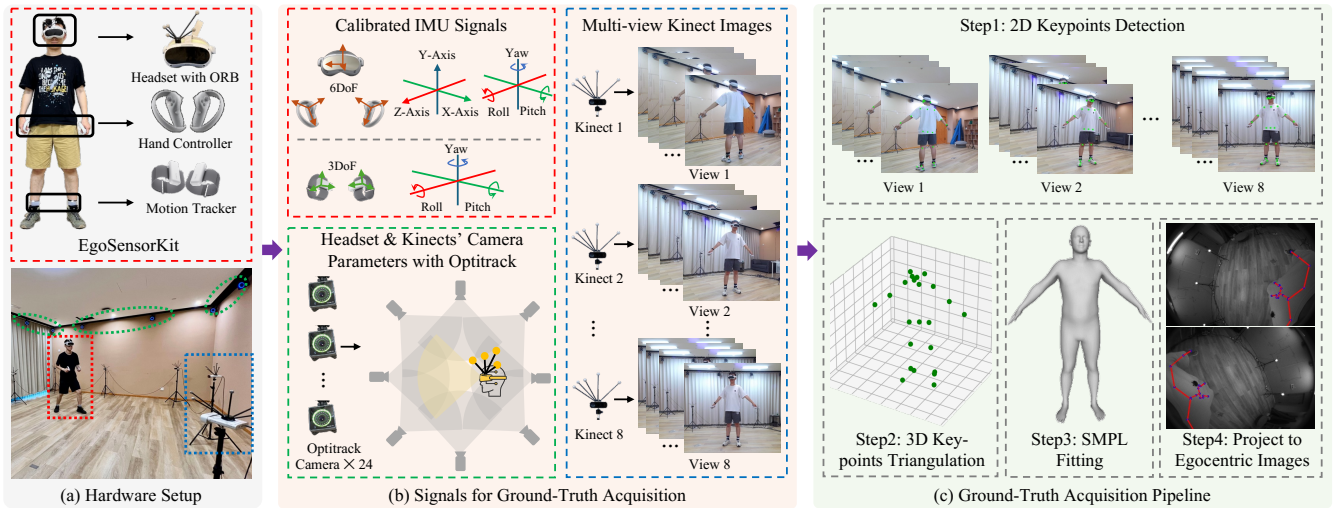 Headset with ORB
Hand Controller
Motion Tracker
EgoSensorKit
(a) Hardware Setup
Calibrated IMU Signals
6DoF
Y-Axis
Z-Axis
X-Axis
Yaw
Roll
Pitch
3DoF
Yaw
Roll
Pitch
Headset & Kinects’ Camera
Parameters with Optitrack
...
Optitrack
Camera × 24
Multi-view Kinect Images
Kinect 1
...
View 1
Kinect 2
...
View 2
...
...
Kinect 8
...
View 8
(b) Signals for Ground-Truth Acquisition
Step1: 2D Keypoints Detection
...
View 1
...
View 2
...
...
View 8
Step2: 3D Key-
points Triangulation
Step3: SMPL
Fitting
Step4: Project to
Egocentric Images
(c) Ground-Truth Acquisition Pipeline